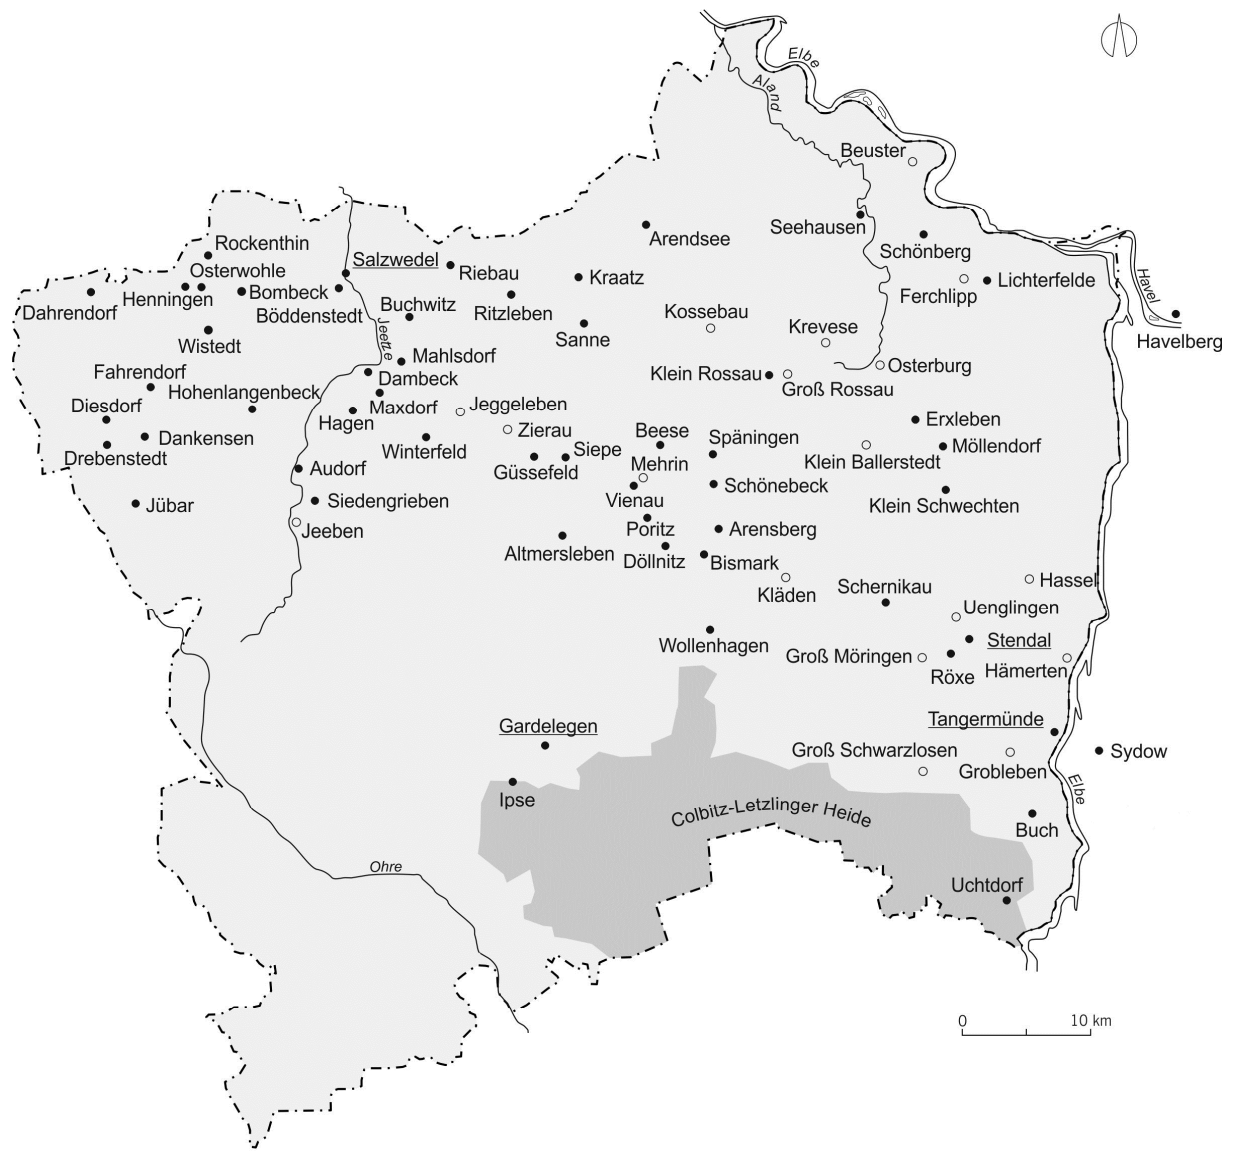 Elbe
Aland
Beuster
Seehausen
Schönberg
Arendsee
Rockenthin
Salzwedel
Osterwohle
Riebau
Kraatz
Ferchlipp
Lichterfelde
Havel
Dahrendorf
Henningen
Bombeck
Böddenstedt
Buchwitz
Ritzleben
Kossebau
Krevese
Havelberg
Jeetze
Wistedt
Sanne
Mahlsdorf
Fahrendorf
Dambeck
Klein Rossau
Groß Rossau
Osterburg
Hohenlangenbeck
Diesdorf
Maxdorf
Jeggeleben
Hagen
Zierau
Erxleben
Dankensen
Drebenstedt
Winterfeld
Siepe
Beese
Späningen
Klein Ballerstedt
Möllendorf
Audorf
Güssefeld
Mehrin
Schönebeck
Jübar
Siedengrieben
Vienau
Klein Schwechten
Jeeben
Poritz
Arensberg
Altmersleben
Döllnitz
Bismark
Kläden
Schernikau
Hassel
Uenglingen
Wollenhagen
Groß Möringen
Stendal
Röxe
Hämerten
Gardelegen
Tangermünde
Groß Schwarzlosen
Grobleben
Sydow
Ipse
Colbitz-Letzlinger Heide
Elbe
Buch
Ohre
Uchtdorf
0 10 km